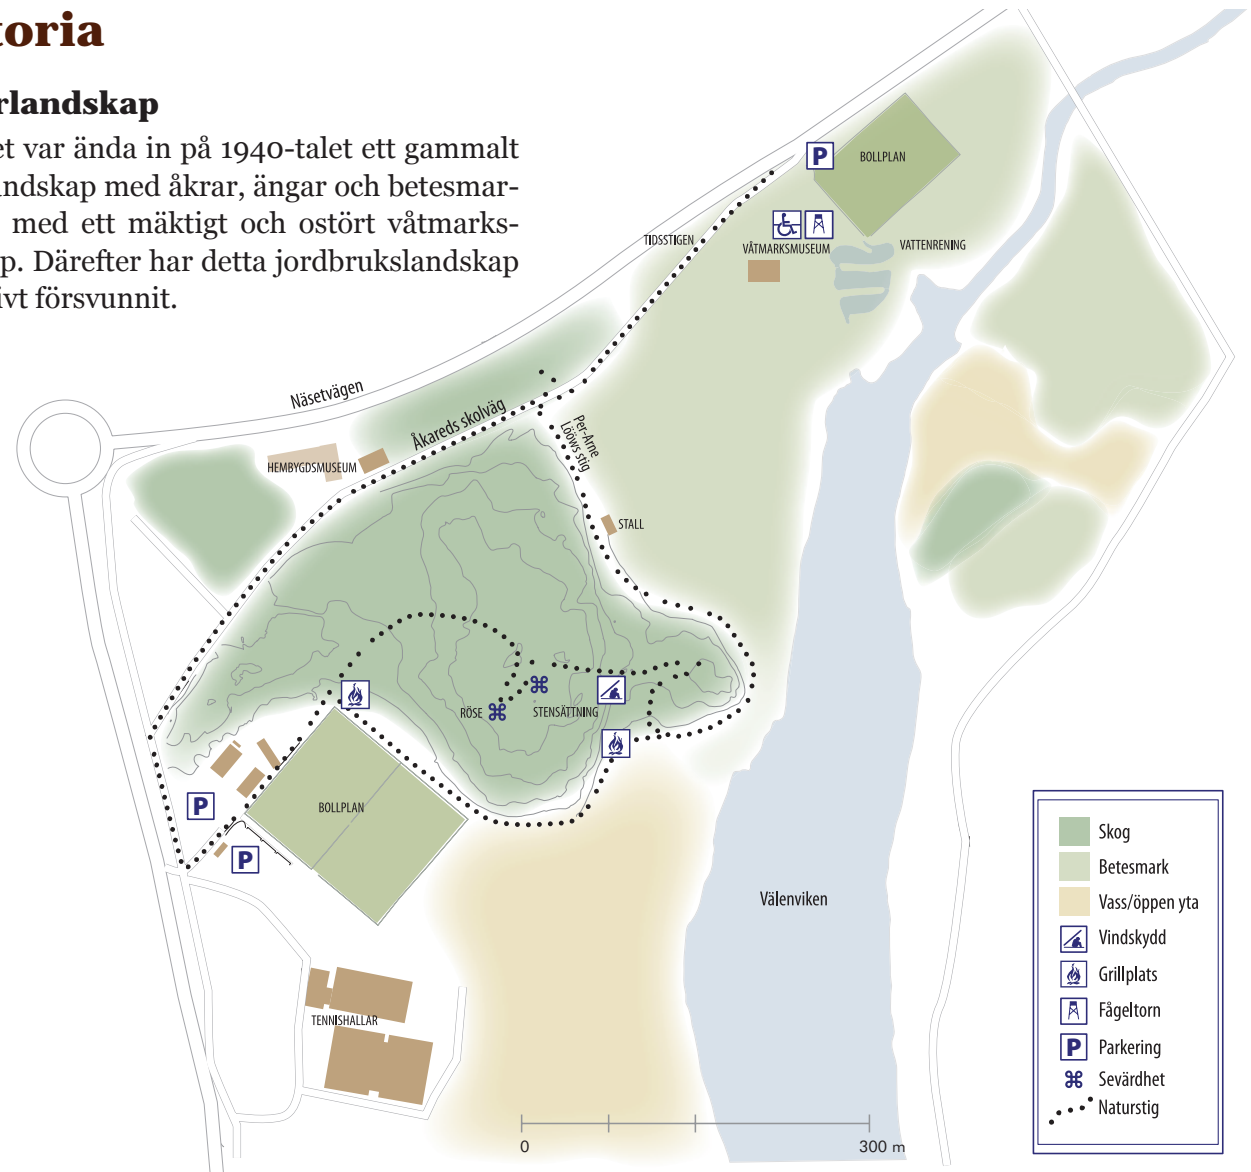 toria
rlandskap
et var ända in på 1940-talet ett gammalt
ndskap med åkrar, ängar och betesmar-
med ett mäktigt och ostört våtmarks-
p. Därefter har detta jordbrukslandskap
ivt försvunnit.
P
BOLLPLAN
TIDSSTIGEN
VÅTMARKSMUSEUM
VATTENRENING
Näsetvägen
Åkareds skolväg
Per-Arne
Lööws stig
HEMBYGDSMUSEUM
STALL
RÖSE
STENSÄTTNING
P
BOLLPLAN
P
Välenviken
TENNISHALLAR
Skog
Betesmark
Vass/öppen yta
Vindskydd
Grillplats
Fågeltorn
P Parkering
Sevärdhet
Naturstig
0 300 m